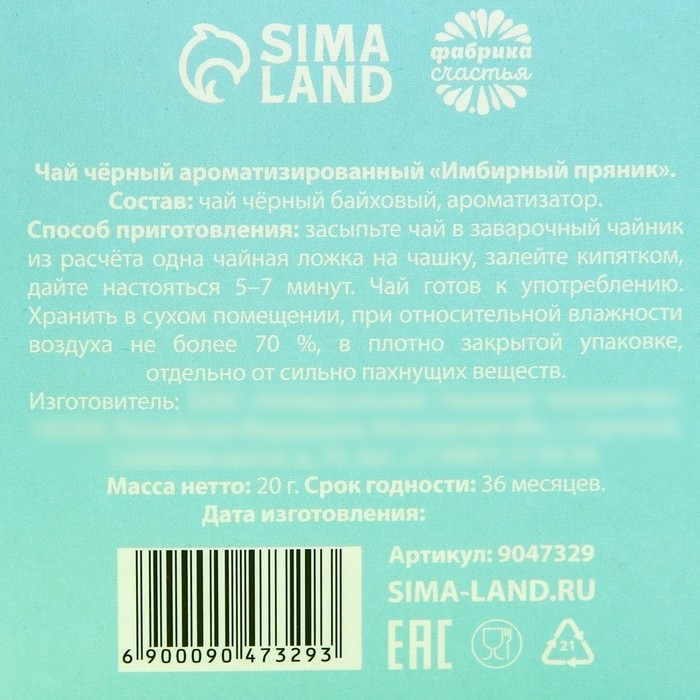 SIMA
LAND
фабрика
счастья
Чай чёрный ароматизированный «Имбирный пряник».
Состав: чай чёрный байховый, ароматизатор.
Способ приготовления: засыпьте чай в заварочный чайник
из расчёта одна чайная ложка на чашку, залейте кипятком,
дайте настояться 5–7 минут. Чай готов к употреблению.
Хранить в сухом помещении, при относительной влажности
воздуха не более 70 %, в плотно закрытой упаковке,
отдельно от сильно пахнущих веществ.
Изготовитель:
Масса нетто: 20 г. Срок годности: 36 месяцев.
Дата изготовления:
Артикул: 9047329
SIMA-LAND.RU
6 900090 473293
EAC
21